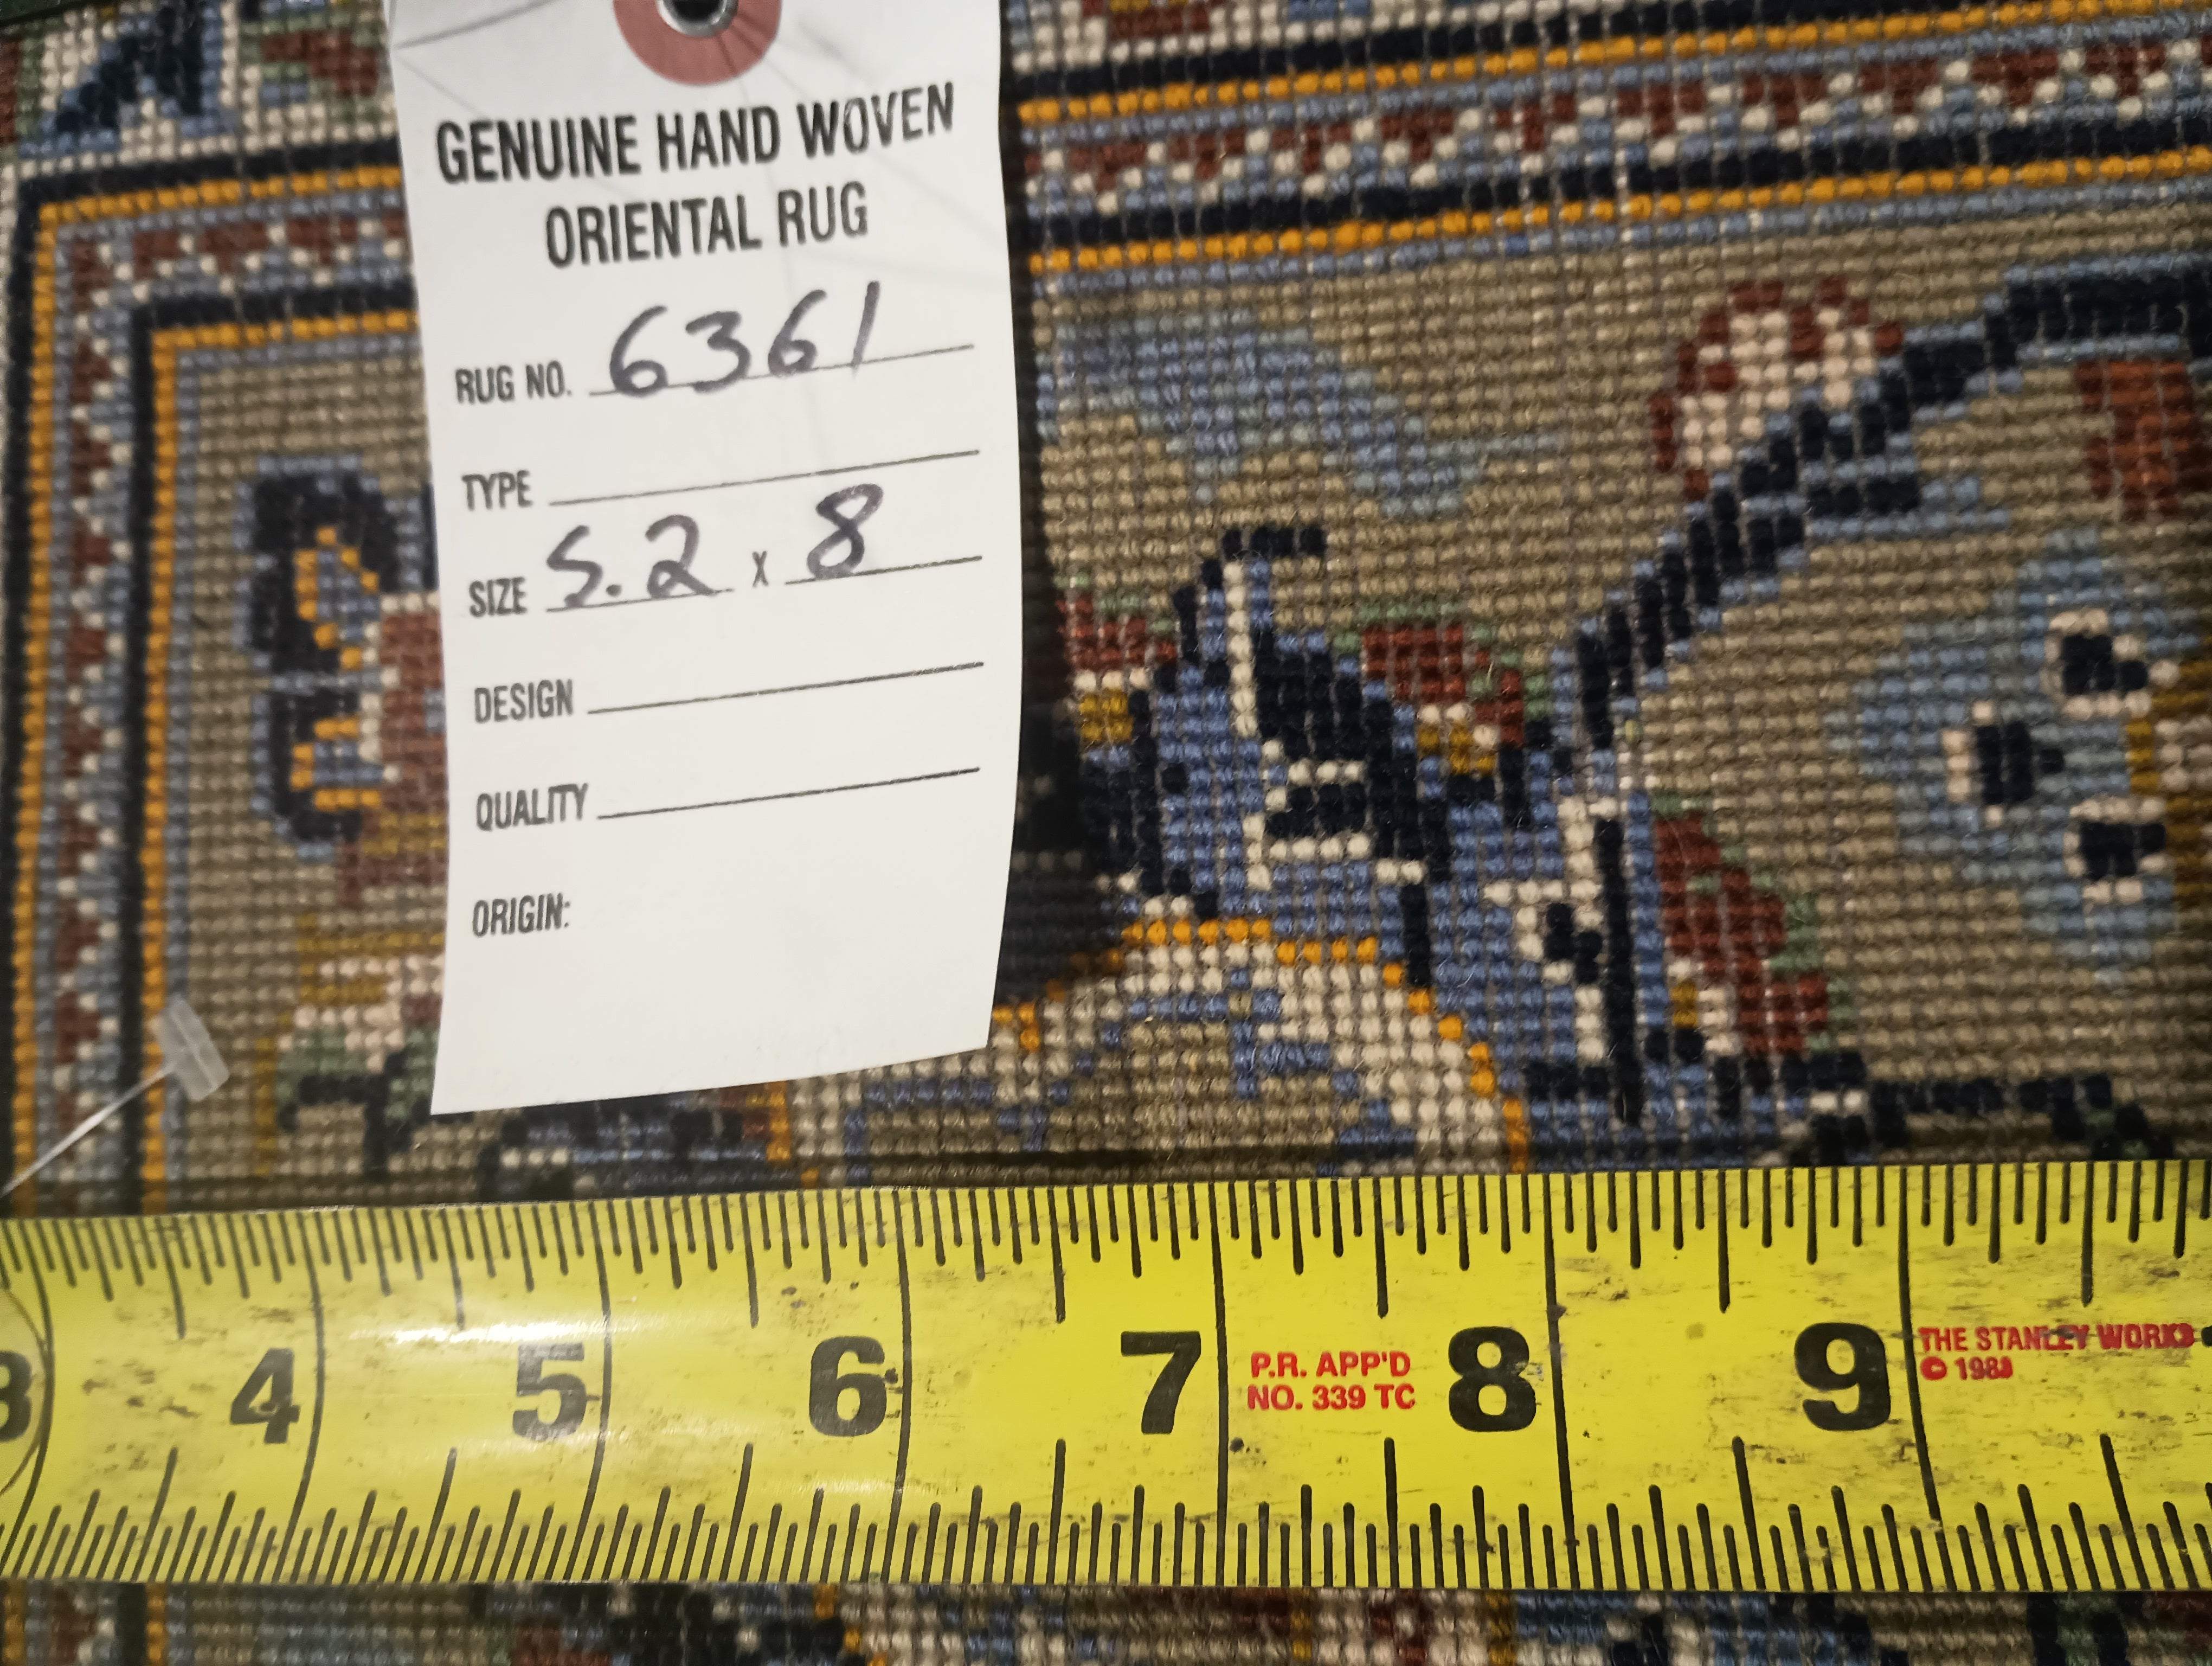 GENUINE HAND WOVEN
ORIENTAL RUG
RUG NO. 6361
TYPE
SIZE 5.2 X 8
DESIGN
QUALITY
ORIGIN:
3 4 5 6 7 8 9
P.R. APP'D
NO. 339 TC
THE STANLEY WORKS
©